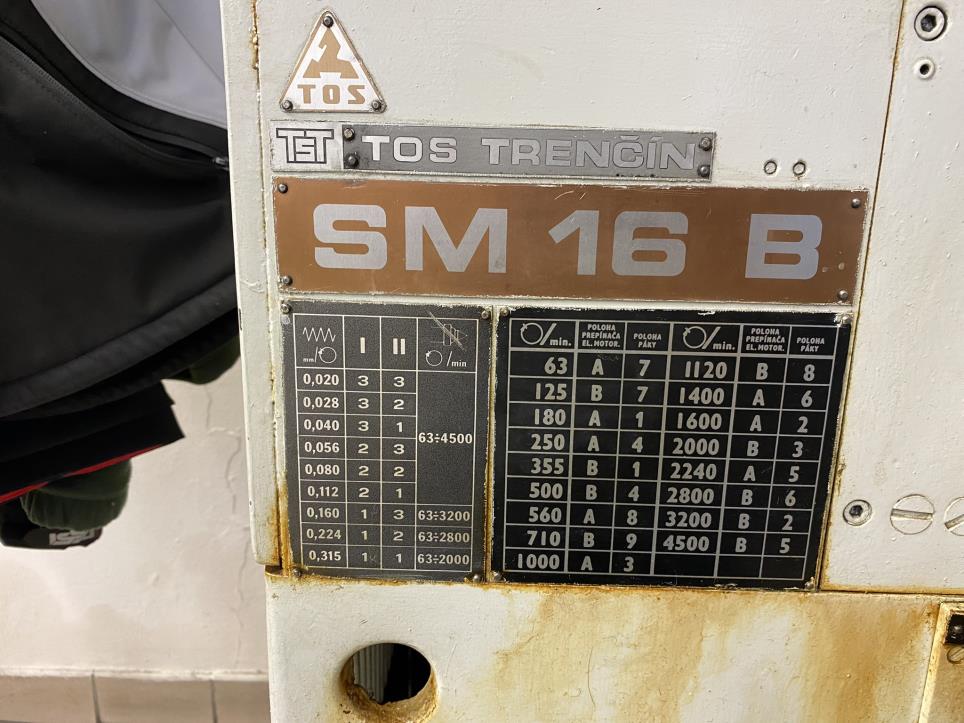 TOS
TST TOS TRENČÍN
SM 16 B
mm/ I II /min
0,020 3 3
0,028 3 2
0,040 3 1
63÷4500
0,056 2 3
0,080 2 2
0,112 2 1
0,160 1 3 63÷3200
0,224 1 2 63÷2800
0,315 1 1 63÷2000
/min. POLOHA PREPÍNAČA EL. MOTOR. POLOHA PÁKY /min. POLOHA PREPÍNAČA EL. MOTOR. POLOHA PÁKY
63 A 7 1120 B 8
125 B 7 1400 A 6
180 A 1 1600 A 2
250 A 4 2000 B 3
355 B 1 2240 A 5
500 B 4 2800 B 6
560 A 8 3200 B 2
710 B 9 4500 B 5
1000 A 3